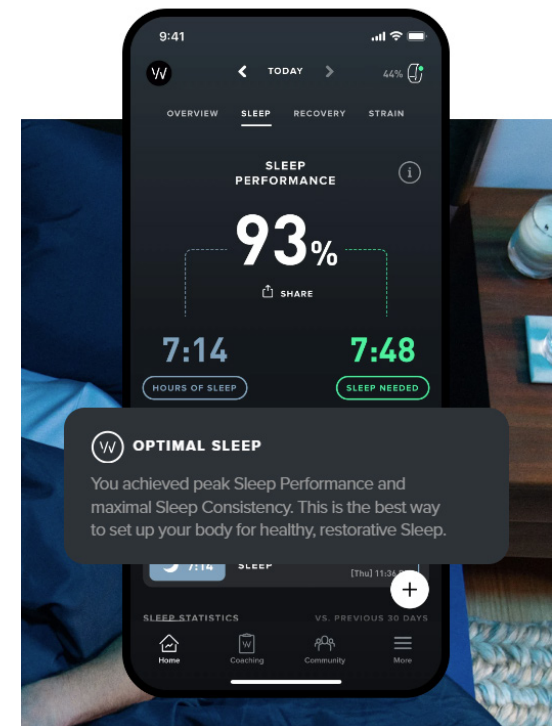 9:41
TODAY
44%
OVERVIEW SLEEP RECOVERY STRAIN
SLEEP
PERFORMANCE
93%
SHARE
7:14 7:48
HOURS OF SLEEP SLEEP NEEDED
OPTIMAL SLEEP
You achieved peak Sleep Performance and
maximal Sleep Consistency. This is the best way
to set up your body for healthy, restorative Sleep.
7:14 SLEEP
[Thu] 11:36
SLEEP STATISTICS VS. PREVIOUS 30 DAYS
Home Coaching Community More